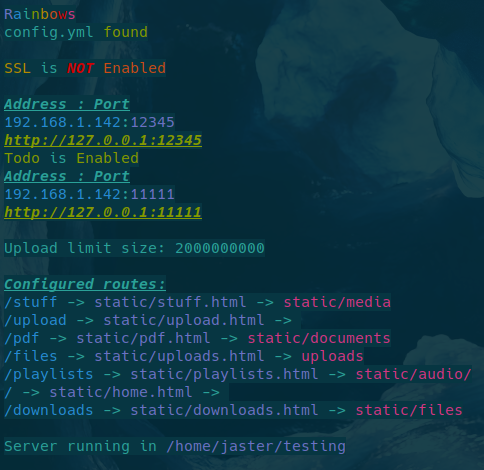 Rainbows
config.yml found
SSL is NOT Enabled
Address : Port
192.168.1.142:12345
http://127.0.0.1:12345
Todo is Enabled
Address : Port
192.168.1.142:11111
http://127.0.0.1:11111
Upload limit size: 2000000000
Configured routes:
/stuff -> static/stuff.html -> static/media
/upload -> static/upload.html ->
/pdf -> static/pdf.html -> static/documents
/files -> static/uploads.html -> uploads
/playlists -> static/playlists.html -> static/audio/
/ -> static/home.html ->
/downloads -> static/downloads.html -> static/files
Server running in /home/jaster/testing